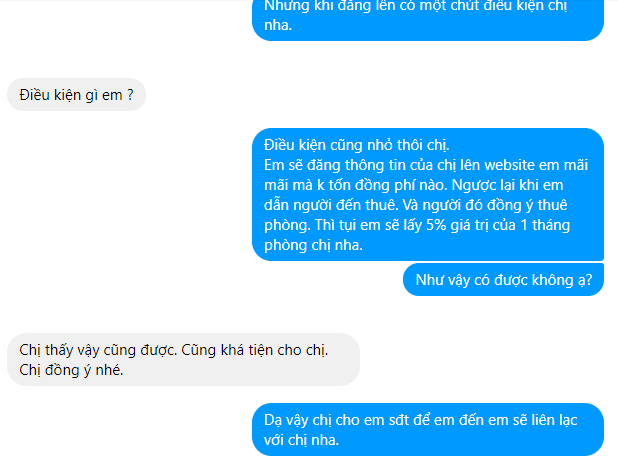 Nhưng khi đăng lên có một chút điều kiện chị
nha.
Điều kiện gì em ?
Điều kiện cũng nhỏ thôi chị.
Em sẽ đăng thông tin của chị lên website em mãi
mãi mà k tốn đồng phí nào. Ngược lại khi em
dẫn người đến thuê. Và người đó đồng ý thuê
phòng. Thì tụi em sẽ lấy 5% giá trị của 1 tháng
phòng chị nha.
Như vậy có được không ạ?
Chị thấy vậy cũng được. Cũng khá tiện cho chị.
Chị đồng ý nhé.
Dạ vậy chị cho em sđt để em đến em sẽ liên lạc
với chị nha.